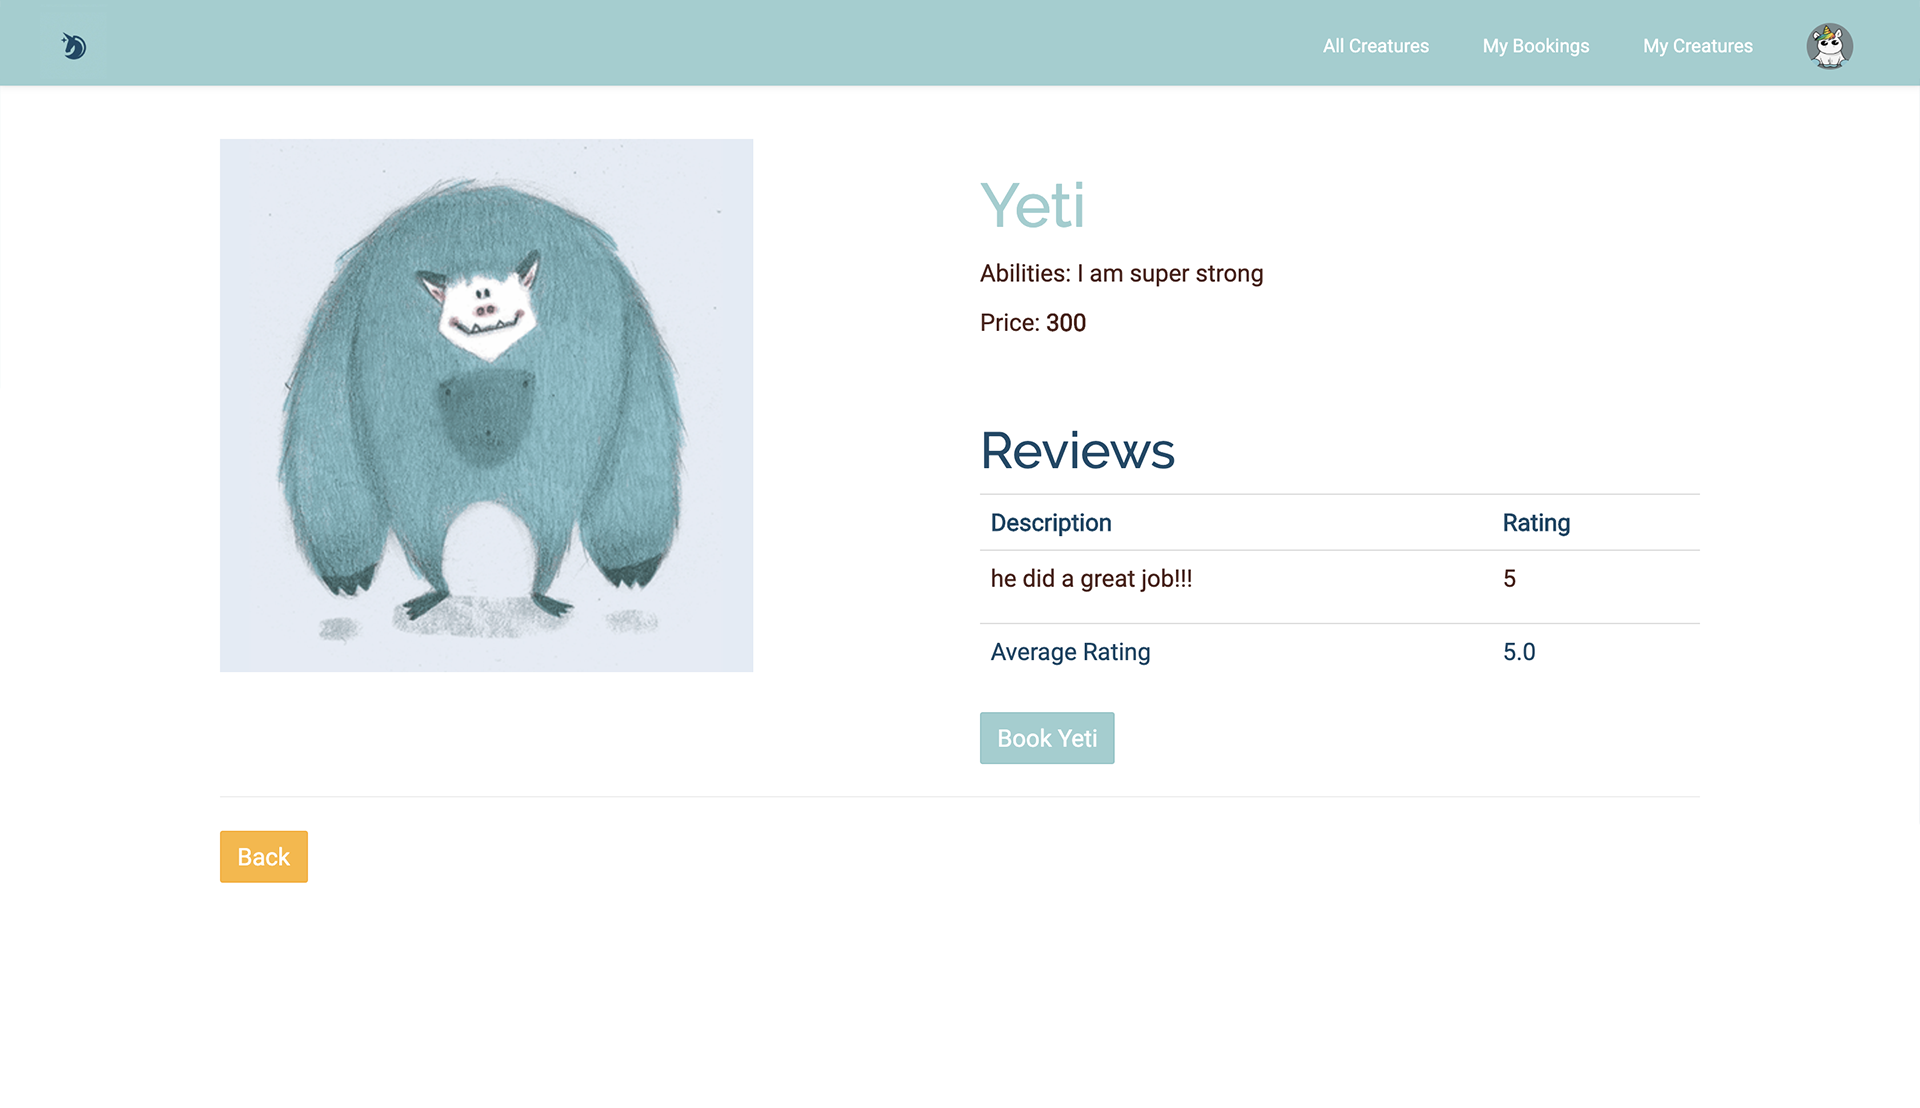 All Creatures My Bookings My Creatures
Yeti
Abilities: I am super strong
Price: 300
Reviews
Description Rating
he did a great job!!! 5
Average Rating 5.0
Book Yeti
Back